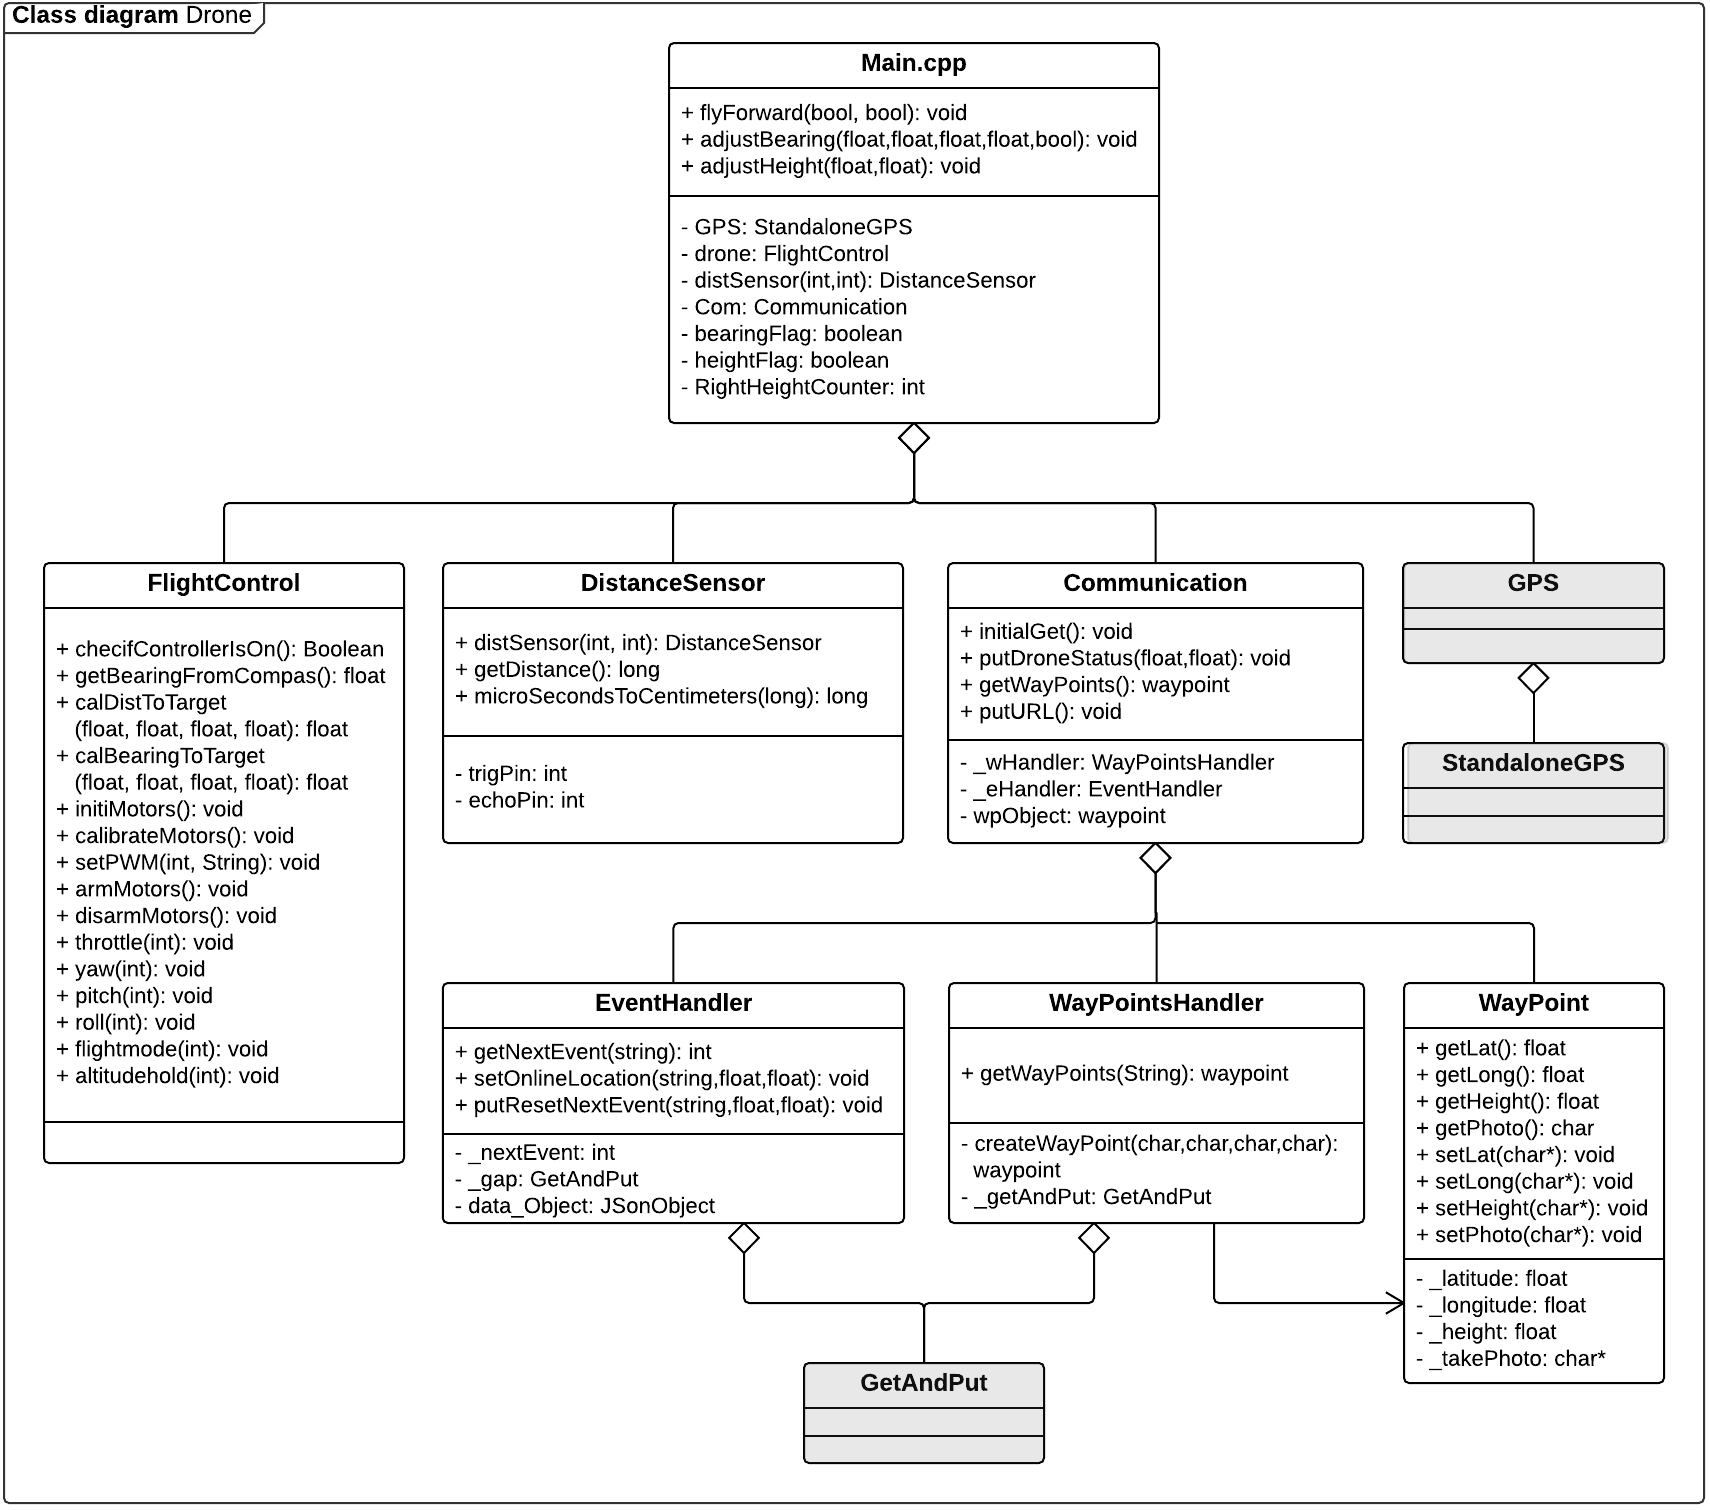 Class diagram Drone
Main.cpp
+ flyForward(bool, bool): void
+ adjustBearing(float,float,float,float,bool): void
+ adjustHeight(float,float): void
- GPS: StandaloneGPS
- drone: FlightControl
- distSensor(int,int): DistanceSensor
- Com: Communication
- bearingFlag: boolean
- heightFlag: boolean
- RightHeightCounter: int
FlightControl
+ checifControllerIsOn(): Boolean
+ getBearingFromCompas(): float
+ calDistToTarget
(float, float, float, float): float
+ calBearingToTarget
(float, float, float, float): float
+ initiMotors(): void
+ calibrateMotors(): void
+ setPWM(int, String): void
+ armMotors(): void
+ disarmMotors(): void
+ throttle(int): void
+ yaw(int): void
+ pitch(int): void
+ roll(int): void
+ flightmode(int): void
+ altitudehold(int): void
DistanceSensor
+ distSensor(int, int): DistanceSensor
+ getDistance(): long
+ microSecondsToCentimeters(long): long
- trigPin: int
- echoPin: int
Communication
+ initialGet(): void
+ putDroneStatus(float,float): void
+ getWayPoints(): waypoint
+ putURL(): void
- _wHandler: WayPointsHandler
- _eHandler: EventHandler
- wpObject: waypoint
GPS
StandaloneGPS
EventHandler
+ getNextEvent(string): int
+ setOnlineLocation(string,float,float): void
+ putResetNextEvent(string,float,float): void
- _nextEvent: int
- _gap: GetAndPut
- data_Object: JSonObject
WayPointsHandler
+ getWayPoints(String): waypoint
- createWayPoint(char,char,char,char):
waypoint
- _getAndPut: GetAndPut
WayPoint
+ getLat(): float
+ getLong(): float
+ getHeight(): float
+ getPhoto(): char
+ setLat(char*): void
+ setLong(char*): void
+ setHeight(char*): void
+ setPhoto(char*): void
- _latitude: float
- _longitude: float
- _height: float
- _takePhoto: char*
GetAndPut